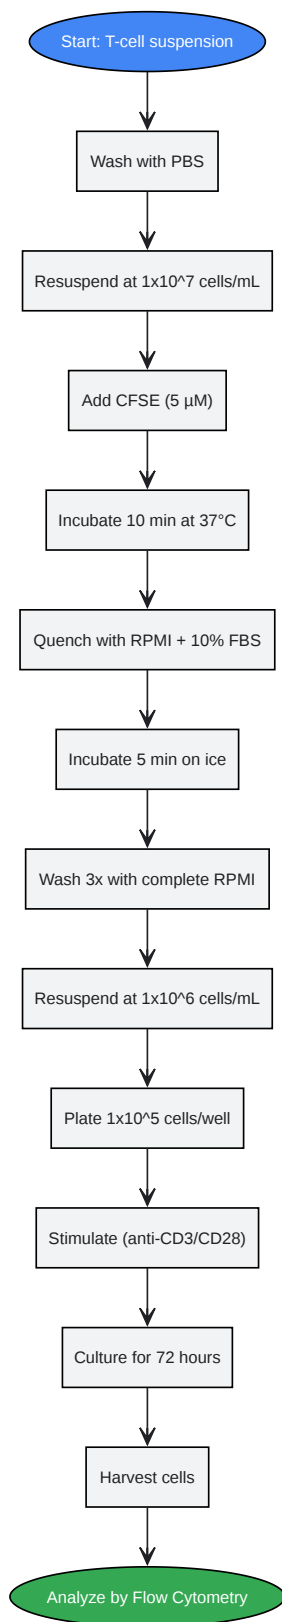 Start: T-cell suspension
Wash with PBS
Resuspend at 1x10^7 cells/mL
Add CFSE (5 µM)
Incubate 10 min at 37°C
Quench with RPMI + 10% FBS
Incubate 5 min on ice
Wash 3x with complete RPMI
Resuspend at 1x10^6 cells/mL
Plate 1x10^5 cells/well
Stimulate (anti-CD3/CD28)
Culture for 72 hours
Harvest cells
Analyze by Flow Cytometry